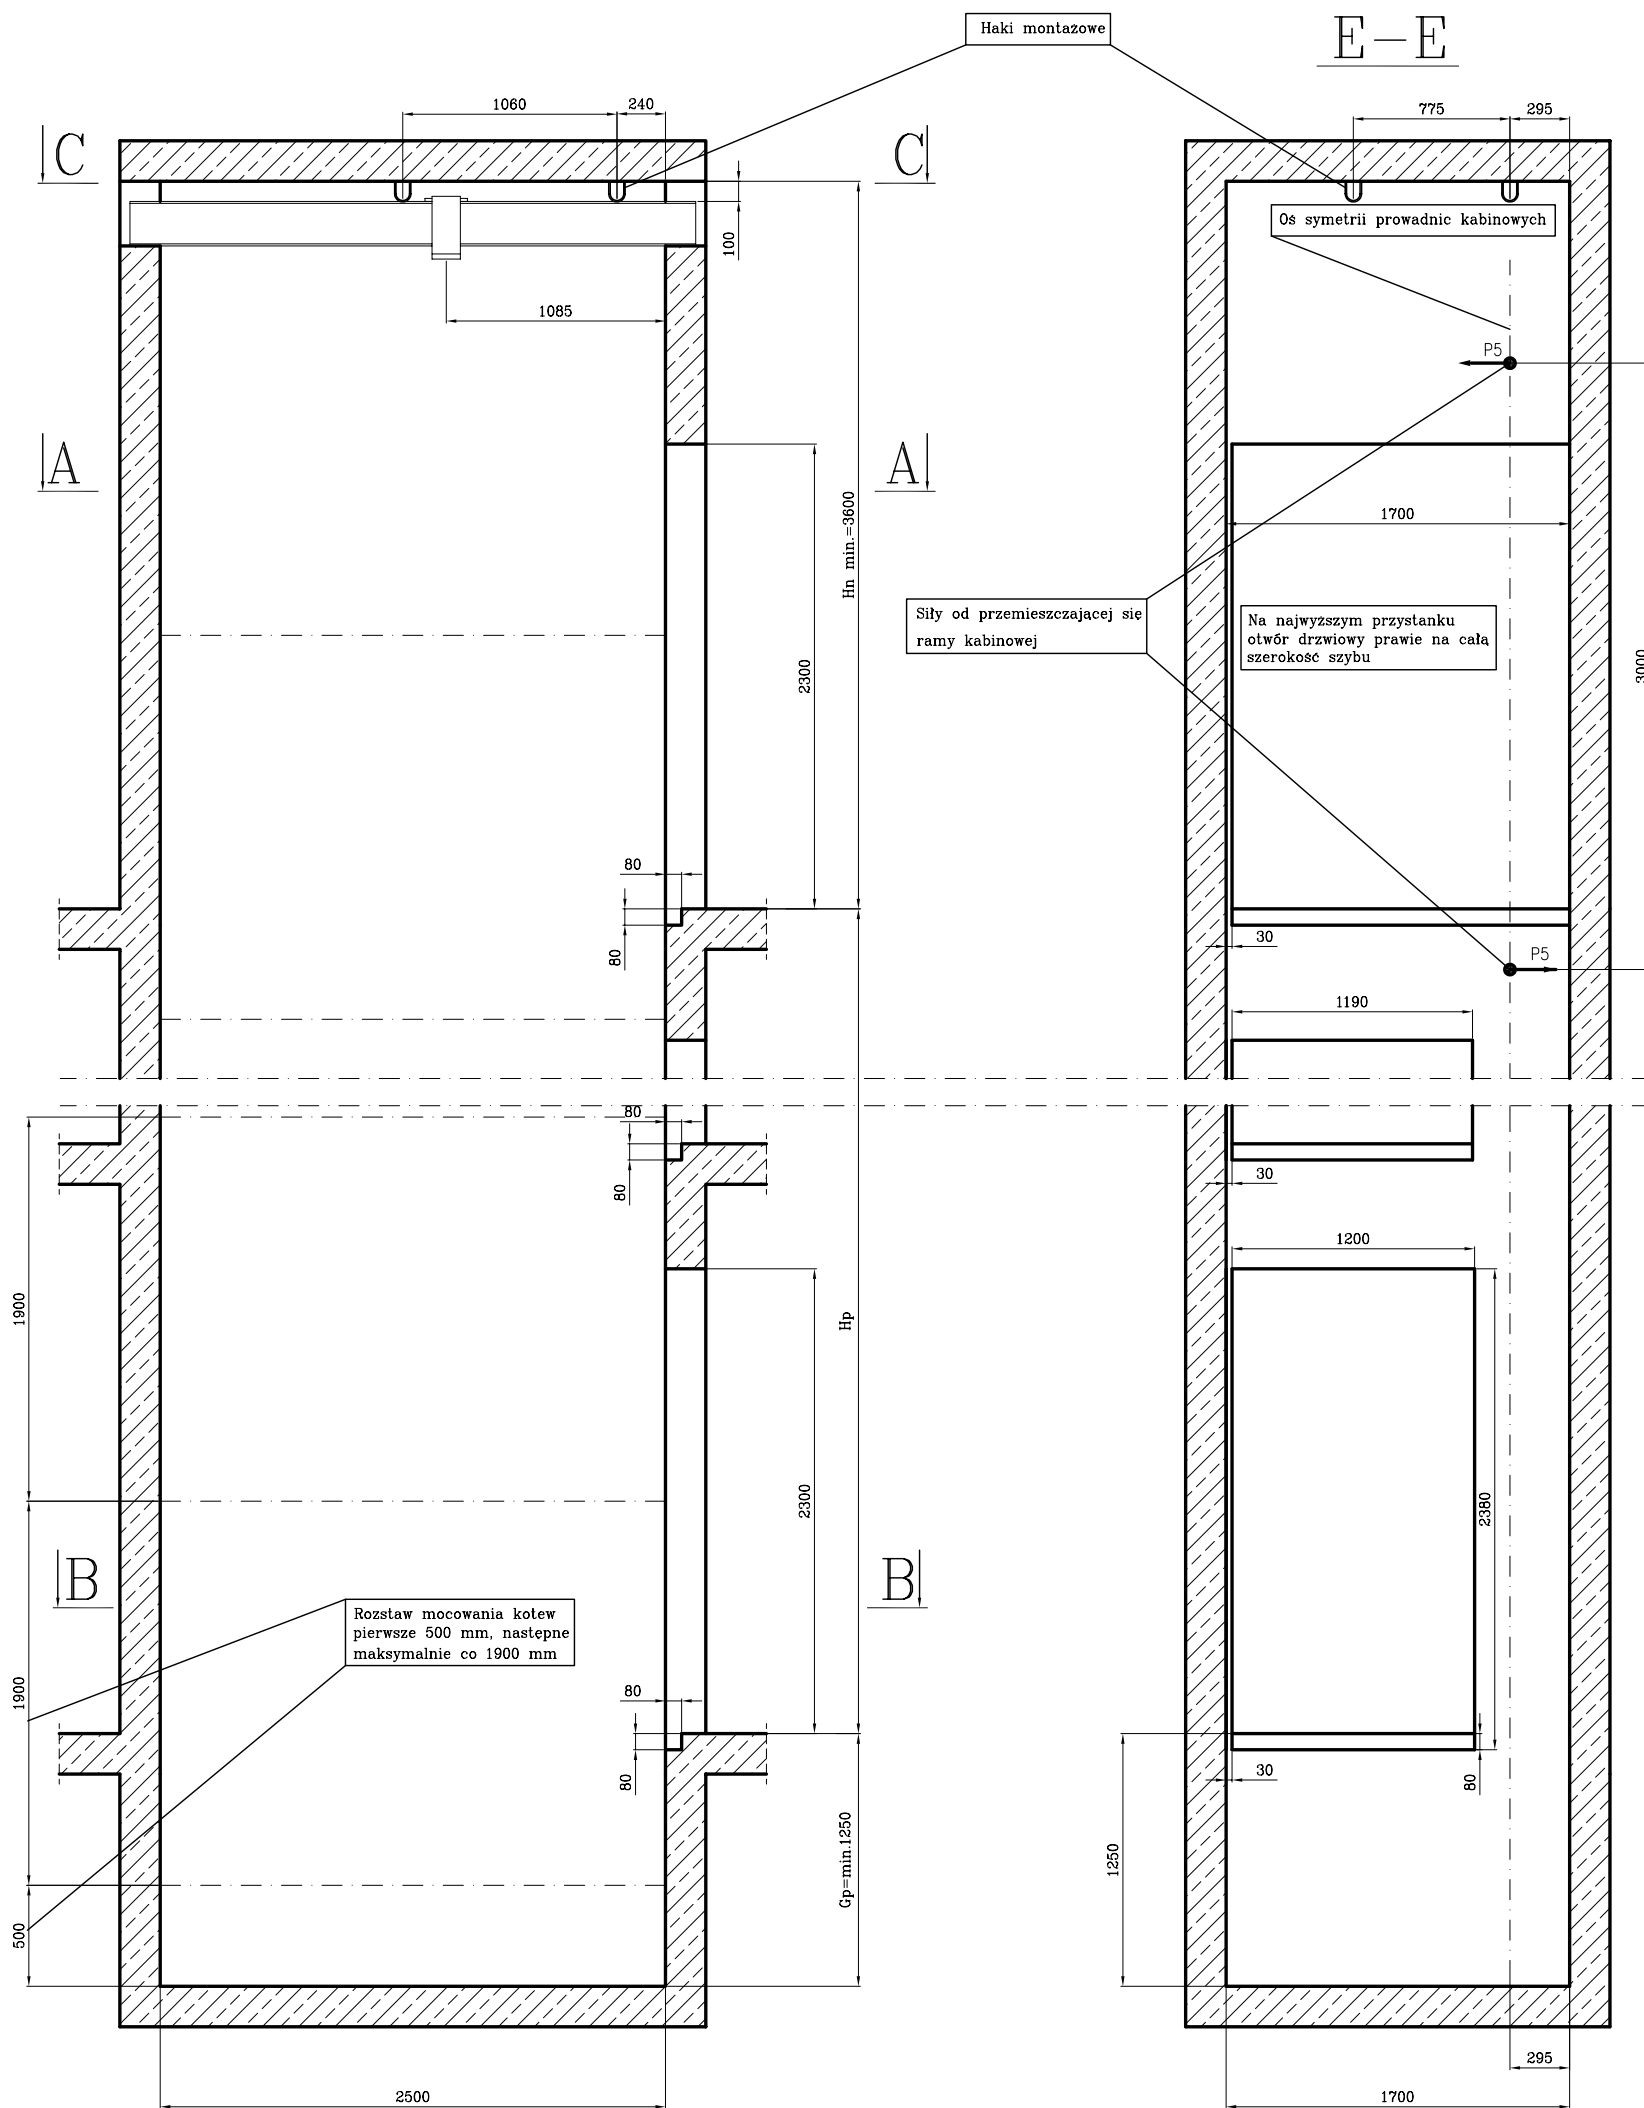 Haki montażowe
E-E
1060
240
775
295
C
C
Oś symetrii prowadnic kabinowych
100
1085
P5
A
A
1700
Hn min.=3600
2300
Siły od przemieszczającej się
ramy kabinowej
Na najwyższym przystanku
otwór drzwiowy prawie na całą
szerokość szybu
3000
80
80
30
P5
1190
80
80
30
1200
1900
Hp
2300
2380
B
B
Rozstaw mocowania kotew
pierwsze 500 mm, następne
maksymalnie co 1900 mm
1900
80
80
30
80
Gp=min.1250
1250
500
295
2500
1700